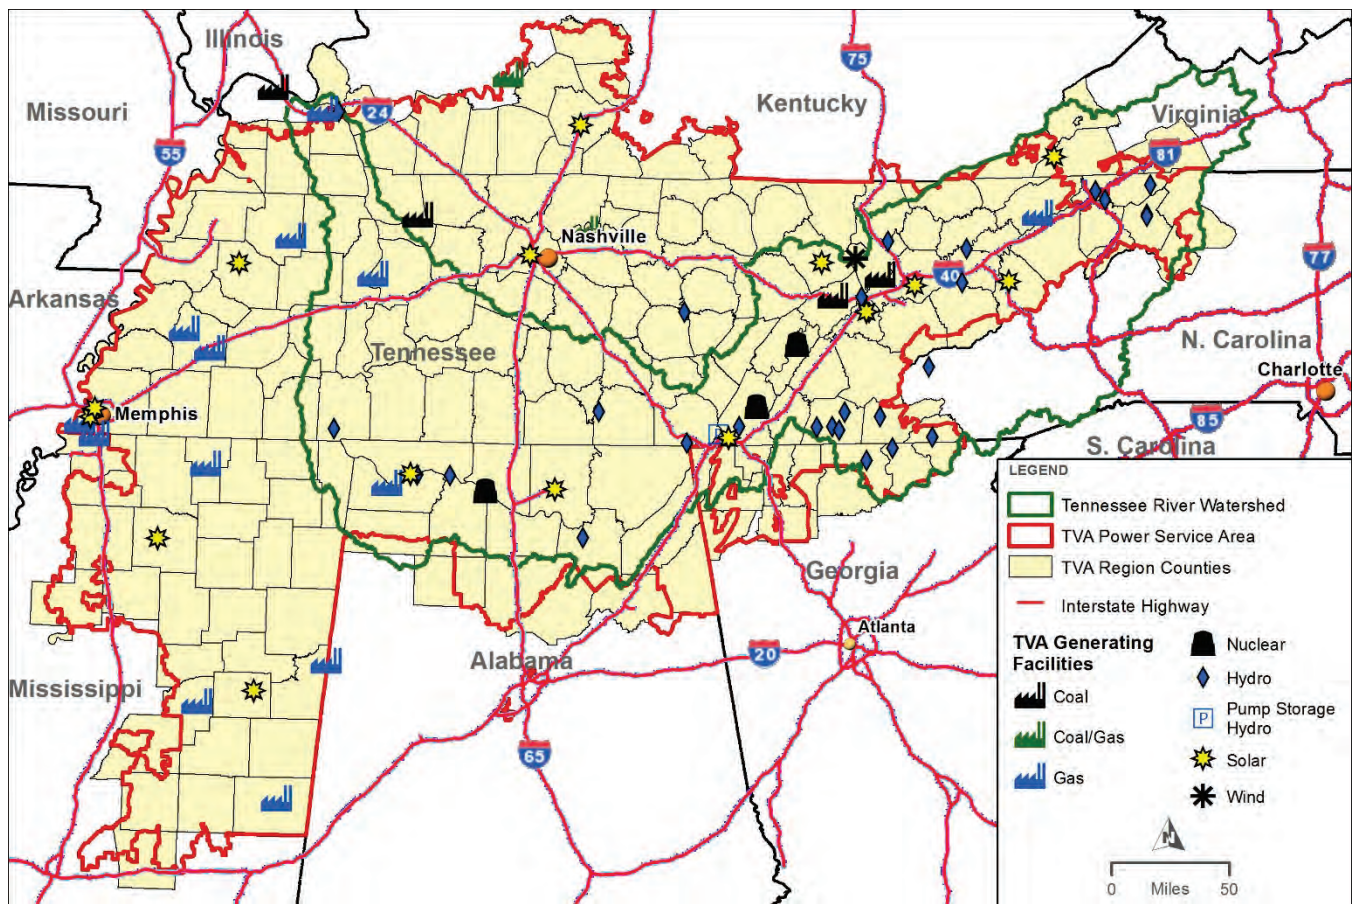 Illinois
75
Kentucky
Missouri
24
Virginia
55
81
Nashville
77
40
Arkansas
Tennessee
N. Carolina
Charlotte
Memphis
85
P
S. Carolina
LEGEND
Tennessee River Watershed
TVA Power Service Area
TVA Region Counties
Interstate Highway
TVA Generating
Facilities
Coal
Coal/Gas
Gas
Nuclear
Hydro
P
Pump Storage
Hydro
Solar
Wind
N
0 Miles 50
Georgia
Atlanta
20
Alabama
Mississippi
65